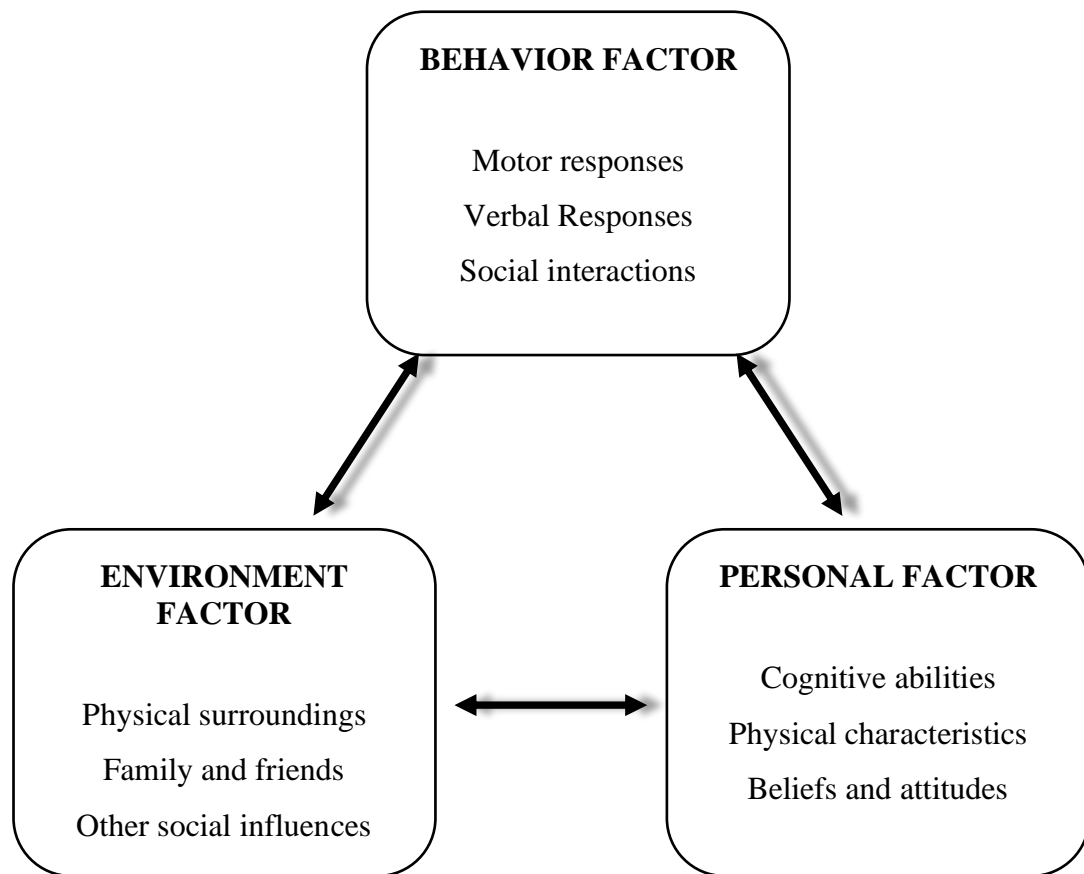 BEHAVIOR FACTOR
Motor responses
Verbal Responses
Social interactions
ENVIRONMENT
FACTOR
Physical surroundings
Family and friends
Other social influences
PERSONAL FACTOR
Cognitive abilities
Physical characteristics
Beliefs and attitudes